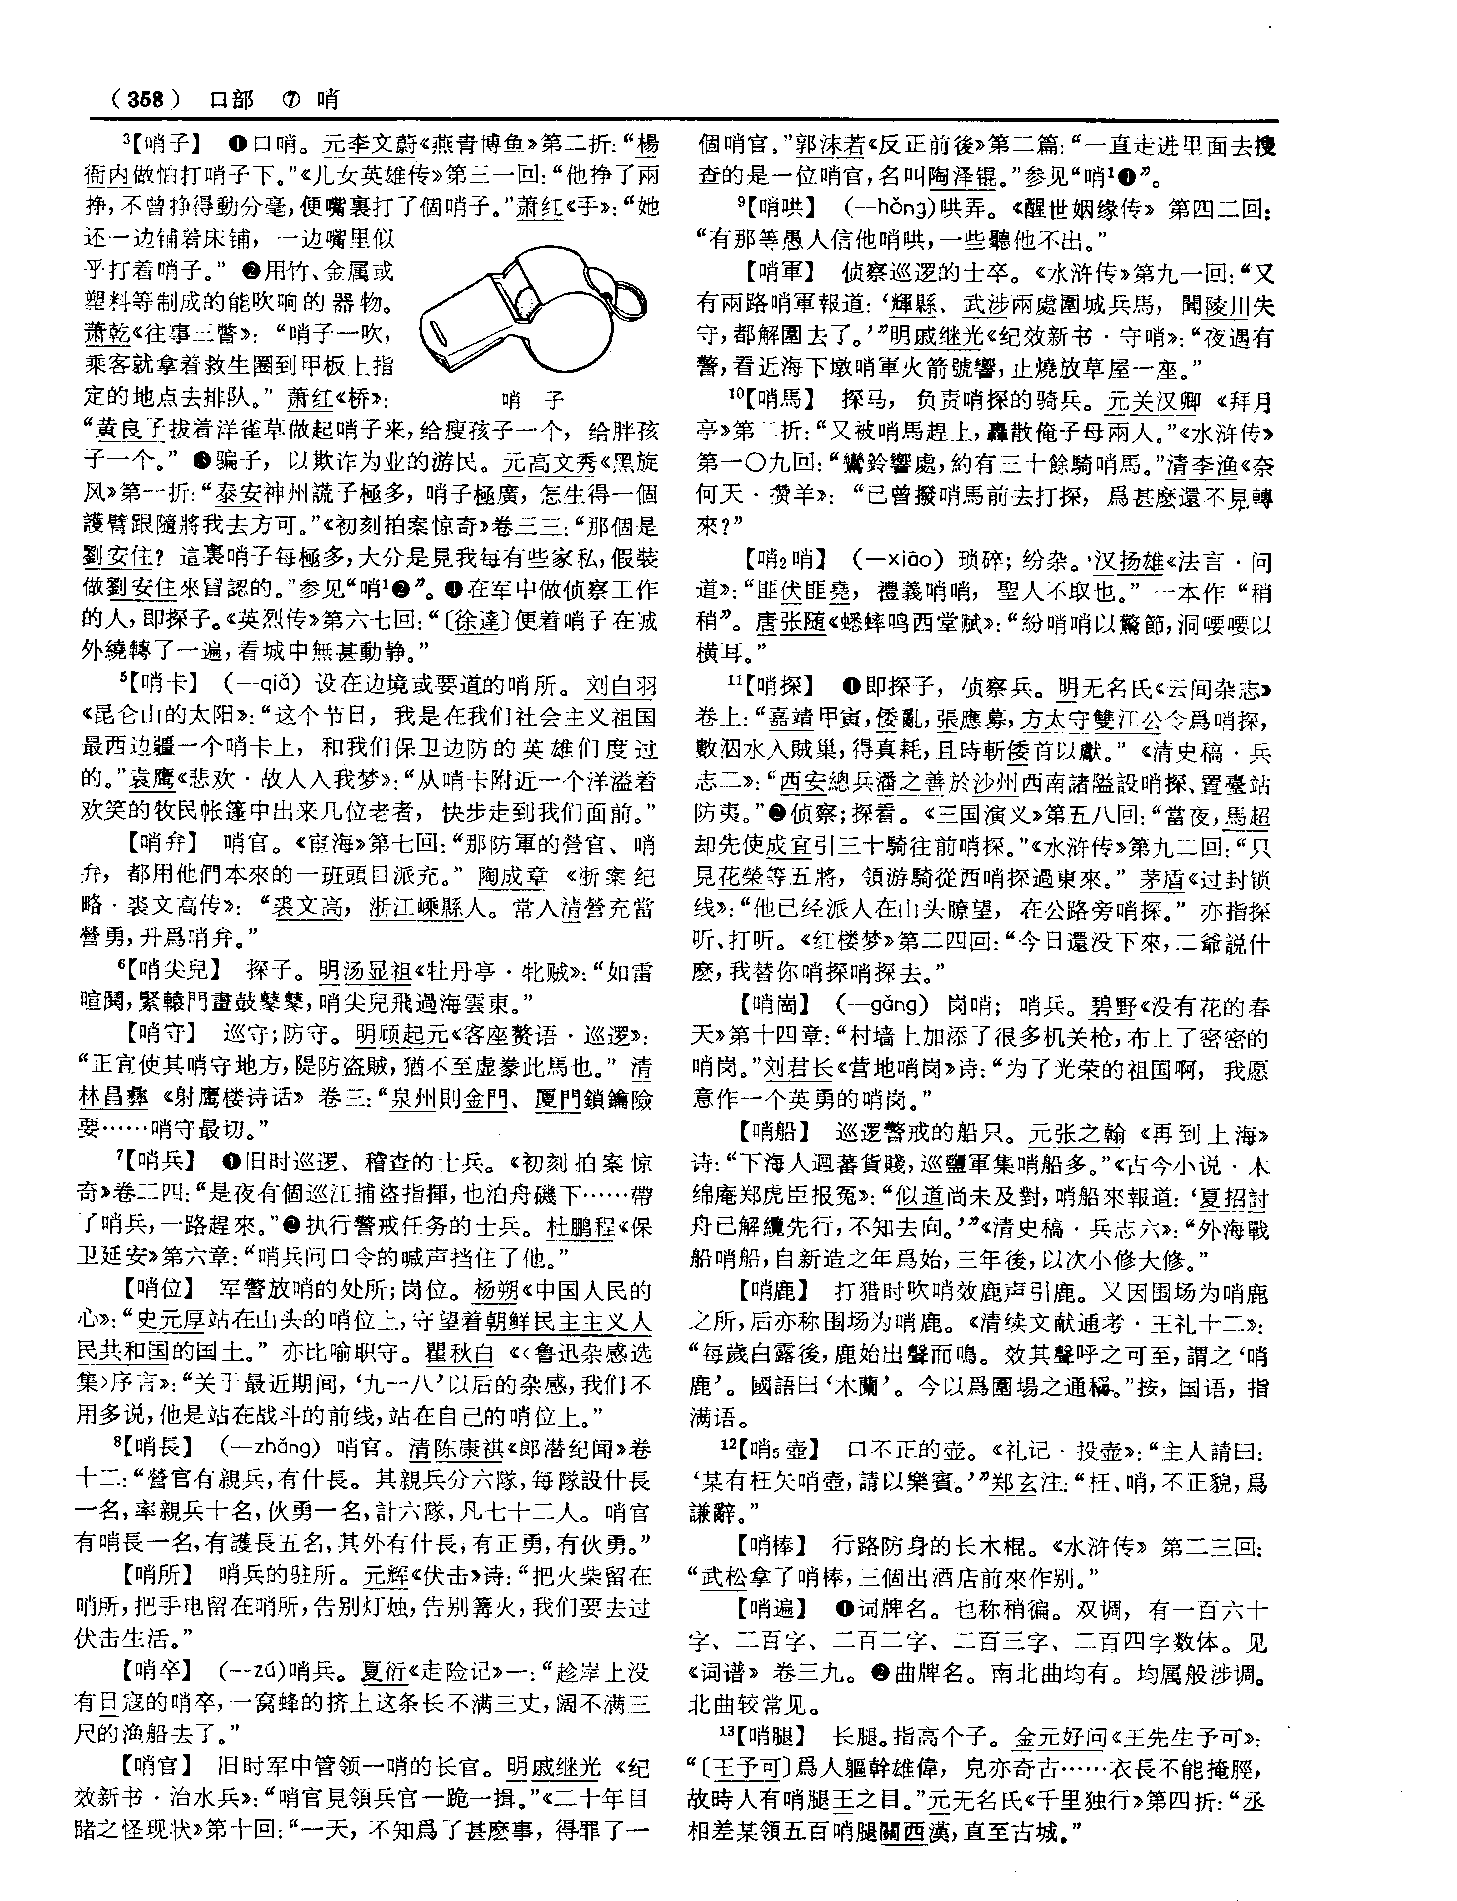 （358） 口部 ⑦ 哨
³【哨子】 ❶口哨。元李文蔚《燕青博鱼》第二折：“楊
衙内做怕打哨子下。”《儿女英雄传》第三一回：“他挣了兩
挣，不曾挣得動分毫，便嘴裏打了個哨子。”萧红《手》：“她
还一边铺着床铺，一边嘴里似
乎打着哨子。” ❷用竹、金属或
塑料等制成的能吹响的器物。
萧乾《往事三瞥》：“哨子一吹，
乘客就拿着救生圈到甲板上指
定的地点去排队。” 萧红《桥》：
哨 子
“黄良子拔着洋雀草做起哨子来，给瘦孩子一个，给胖孩
子一个。” ❸骗子，以欺诈为业的游民。元高文秀《黑旋
风》第一折：“泰安神州謊子極多，哨子極廣，怎生得一個
護臂跟隨將我去方可。”《初刻拍案惊奇》卷三三：“那個是
劉安住？這裏哨子每極多，大分是見我每有些家私，假裝
做劉安住來冒認的。”参见“哨¹❷”。❹在军中做侦察工作
的人，即探子。《英烈传》第六七回：“〔徐達〕便着哨子在城
外繞轉了一遍，看城中無甚動静。”
⁵【哨卡】（—qiǎ）设在边境或要道的哨所。刘白羽
《昆仑山的太阳》：“这个节日，我是在我们社会主义祖国
最西边疆一个哨卡上，和我们保卫边防的英雄们度过
的。”袁鹰《悲欢·故人入我梦》：“从哨卡附近一个洋溢着
欢笑的牧民帐篷中出来几位老者，快步走到我们面前。”
【哨弁】 哨官。《宦海》第七回：“那防軍的營官、哨
弁，都用他們本來的一班頭目派充。” 陶成章《浙案纪
略·裘文高传》：“裘文高，浙江嵊縣人。常入清營充當
營勇，升爲哨弁。”
⁶【哨尖兒】 探子。明汤显祖《牡丹亭·牝贼》：“如雷
喧鬨，緊轅門畫鼓鼕鼕，哨尖兒飛過海雲東。”
【哨守】 巡守；防守。明顾起元《客座赘语·巡逻》：
“正宜使其哨守地方，隄防盗賊，猶不至虚豢此馬也。” 清
林昌彝《射鹰楼诗话》卷三：“泉州則金門、厦門鎖鑰險
要……哨守最切。”
⁷【哨兵】 ❶旧时巡逻、稽查的士兵。《初刻拍案惊
奇》卷二四：“是夜有個巡江捕盗指揮，也泊舟磯下……帶
了哨兵，一路趕來。”❷执行警戒任务的士兵。杜鹏程《保
卫延安》第六章：“哨兵问口令的喊声挡住了他。”
【哨位】 军警放哨的处所；岗位。杨朔《中国人民的
心》：“史元厚站在山头的哨位上，守望着朝鲜民主主义人
民共和国的国土。” 亦比喻职守。瞿秋白《〈鲁迅杂感选
集〉序言》：“关于最近期间，‘九一八’以后的杂感，我们不
用多说，他是站在战斗的前线，站在自己的哨位上。”
⁸【哨長】（—zhǎng）哨官。清陈康祺《郎潜纪闻》卷
十二：“營官有親兵，有什長。其親兵分六隊，每隊設什長
一名，率親兵十名，伙勇一名，計六隊，凡七十二人。哨官
有哨長一名，有護長五名，其外有什長，有正勇，有伙勇。”
【哨所】 哨兵的驻所。元辉《伏击》诗：“把火柴留在
哨所，把手电留在哨所，告别灯烛，告别篝火，我们要去过
伏击生活。”
【哨卒】（—zú）哨兵。夏衍《走险记》一：“趁岸上没
有日寇的哨卒，一窝蜂的挤上这条长不满三丈，阔不满三
尺的渔船去了。”
【哨官】 旧时军中管领一哨的长官。明戚继光《纪
效新书·治水兵》：“哨官見領兵官一跪一揖。”《二十年目
睹之怪现状》第十回：“一天，不知爲了甚麽事，得罪了一
個哨官。”郭沫若《反正前後》第二篇：“一直走进里面去搜
查的是一位哨官，名叫陶泽锟。”参见“哨¹❶”。
⁹【哨哄】（—hǒng）哄弄。《醒世姻缘传》第四二回：
“有那等愚人信他哨哄，一些聽他不出。”
【哨軍】 侦察巡逻的士卒。《水浒传》第九一回：“又
有兩路哨軍報道：‘輝縣、武涉兩處圍城兵馬，聞陵川失
守，都解圍去了。’”明戚继光《纪效新书·守哨》：“夜遇有
警，看近海下墩哨軍火箭號響，止燒放草屋一座。”
¹⁰【哨馬】 探马，负责哨探的骑兵。元关汉卿《拜月
亭》第二折：“又被哨馬趕上，轟散俺子母兩人。”《水浒传》
第一〇九回：“鸞鈴響處，約有三十餘騎哨馬。”清李渔《奈
何天·攒羊》：“已曾撥哨馬前去打探，爲甚麽還不見轉
來？”
【哨₂哨】（—xiāo）琐碎；纷杂。汉扬雄《法言·问
道》：“匪伏匪堯，禮義哨哨，聖人不取也。” 一本作“稍
稍”。唐张随《蟋蟀鸣西堂赋》：“紛哨哨以驚節，洞喓喓以
横耳。”
¹¹【哨探】 ❶即探子，侦察兵。明无名氏《云间杂志》
卷上：“嘉靖甲寅，倭亂，張應募，方太守雙江公令爲哨探，
數泅水入賊巢，得真耗，且時斬倭首以獻。”《清史稿·兵
志二》：“西安總兵潘之善於沙州西南諸隘設哨探、置臺站
防夷。”❷侦察；探看。《三国演义》第五八回：“當夜，馬超
却先使成宜引三十騎往前哨探。”《水浒传》第九二回：“只
見花榮等五將，領游騎從西哨探過東來。” 茅盾《过封锁
线》：“他已经派人在山头瞭望，在公路旁哨探。” 亦指探
听、打听。《红楼梦》第二四回：“今日還没下來，二爺説什
麽，我替你哨探哨探去。”
【哨崗】（—gǎng）岗哨；哨兵。碧野《没有花的春
天》第十四章：“村墙上加添了很多机关枪，布上了密密的
哨岗。”刘君长《营地哨岗》诗：“为了光荣的祖国啊，我愿
意作一个英勇的哨岗。”
【哨船】 巡逻警戒的船只。元张之翰《再到上海》
诗：“下海人迴蕃貨賤，巡鹽軍集哨船多。”《古今小说·木
绵庵郑虎臣报冤》：“似道尚未及對，哨船來報道：‘夏招討
舟已解纜先行，不知去向。’”《清史稿·兵志六》：“外海戰
船哨船，自新造之年爲始，三年後，以次小修大修。”
【哨鹿】 打猎时吹哨效鹿声引鹿。又因围场为哨鹿
之所，后亦称围场为哨鹿。《清续文献通考·王礼十二》：
“每歲白露後，鹿始出聲而鳴。效其聲呼之可至，謂之‘哨
鹿’。國語曰‘木蘭’。今以爲圍場之通稱。”按，国语，指
满语。
¹²【哨₅壶】 口不正的壶。《礼记·投壶》：“主人請曰：
‘某有枉矢哨壺，請以樂賓。’”郑玄注：“枉、哨，不正貌，爲
謙辭。”
【哨棒】 行路防身的长木棍。《水浒传》第二三回：
“武松拿了哨棒，三個出酒店前來作别。”
【哨遍】 ❶词牌名。也称稍徧。双调，有一百六十
字、二百字、二百二字、二百三字、二百四字数体。见
《词谱》卷三九。❷曲牌名。南北曲均有。均属般涉调。
北曲较常见。
¹³【哨腿】 长腿。指高个子。金元好问《王先生予可》：
“〔王予可〕爲人軀幹雄偉，皃亦奇古……衣長不能掩脛，
故時人有哨腿王之目。”元无名氏《千里独行》第四折：“丞
相差某領五百哨腿關西漢，直至古城。”